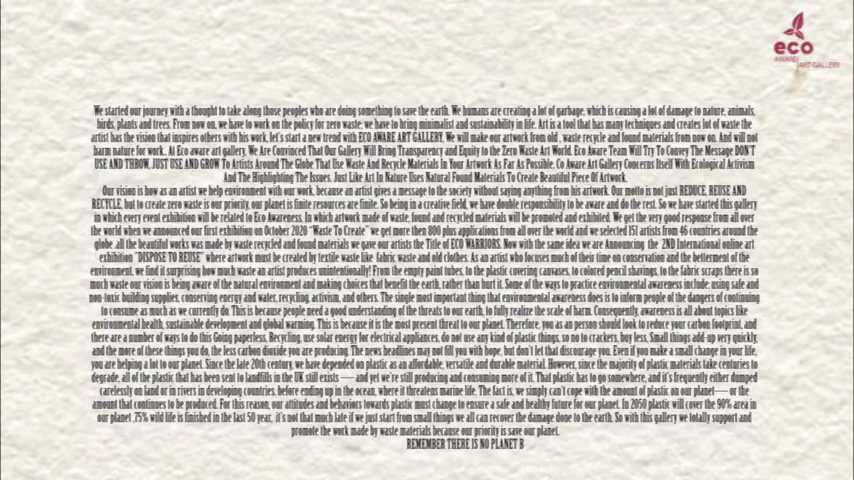 eco
AWARE
ART GALLERY
We started our journey with a thought to take along those peoples who are doing something to save the earth. We humans are creating a lot of garbage, which is causing a lot of damage to nature, animals,
birds, plants and trees. From now on, we have to work on the policy for zero waste; we have to bring minimalist and sustainability in life. Art is a tool that has many techniques and creates lot of waste the
artist has the vision that inspires others with his work, let's start a new trend with ECO AWARE ART GALLERY, We will make our artwork from old , waste recycle and found materials from now on. And will not
harm nature for work.. At Eco aware art gallery, We Are Convinced That Our Gallery Will Bring Transparency and Equity to the Zero Waste Art World. Eco Aware Team Will Try To Convey The Message DON'T
USE AND THROW, JUST USE AND GROW To Artists Around The Globe That Use Waste And Recycle Materials In Your Artwork As Far As Possible, Co Aware Art Gallery Concerns Itself With Ecological Activism
And The Highlighting The Issues. Just Like Art In Nature Uses Natural Found Materials To Create Beautiful Piece Of Artwork.
Our vision is how as an artist we help environment with our work, because an artist gives a message to the society without saying anything from his artwork. Our motto is not just REDUCE, REUSE AND
RECYCLE, but to create zero waste is our priority, our planet is finite resources are finite. So being in a creative field, we have double responsibility to be aware and do the rest. So we have started this gallery
in which every event exhibition will be related to Eco Awareness. In which artwork made of waste, found and recycled materials will be promoted and exhibited. We get the very good response from all over
the world when we announced our first exhibition on October 2020 "Waste To Create" we get more then 800 plus applications from all over the world and we selected 151 artists from 46 countries around the
globe .all the beautiful works was made by waste recycled and found materials we gave our artists the Title of ECO WARRIORS. Now with the same idea we are Announcing the 2ND International online art
exhibition "DISPOSE TO REUSE" where artwork must be created by textile waste like fabric waste and old clothes. As an artist who focuses much of their time on conservation and the betterment of the
environment, we find it surprising how much waste an artist produces unintentionally! From the empty paint tubes, to the plastic covering canvases, to colored pencil shavings, to the fabric scraps there is so
much waste our vision is being aware of the natural environment and making choices that benefit the earth, rather than hurt it. Some of the ways to practice environmental awareness include: using safe and
non-toxic building supplies, conserving energy and water, recycling, activism, and others. The single most important thing that environmental awareness does is to inform people of the dangers of continuing
to consume as much as we currently do. This is because people need a good understanding of the threats to our earth, to fully realize the scale of harm. Consequently, awareness is all about topics like
environmental health, sustainable development and global warming. This is because it is the most present threat to our planet. Therefore, you as an person should look to reduce your carbon footprint, and
there are a number of ways to do this Going paperless, Recycling, use solar energy for electrical appliances, do not use any kind of plastic things, so no to crackers, buy less, Small things add-up very quickly,
and the more of these things you do, the less carbon dioxide you are producing. The news headlines may not fill you with hope, but don't let that discourage you. Even if you make a small change in your life,
you are helping a lot to our planet. Since the late 20th century, we have depended on plastic as an affordable, versatile and durable material. However, since the majority of plastic materials take centuries to
degrade, all of the plastic that has been sent to landfills in the UK still exists — and yet we're still producing and consuming more of it. That plastic has to go somewhere, and it's frequently either dumped
carelessly on land or in rivers in developing countries, before ending up in the ocean, where it threatens marine life. The fact is, we simply can't cope with the amount of plastic on our planet— or the
amount that continues to be produced. For this reason, our attitudes and behaviors towards plastic must change to ensure a safe and healthy future for our planet. In 2050 plastic will cover the 90% area in
our planet .75% wild life is finished in the last 50 year, it's not that much late if we just start from small things we all can recover the damage done to the earth. So with this gallery we totally support and
promote the work made by waste materials because our priority is save our planet.
REMEMBER THERE IS NO PLANET B